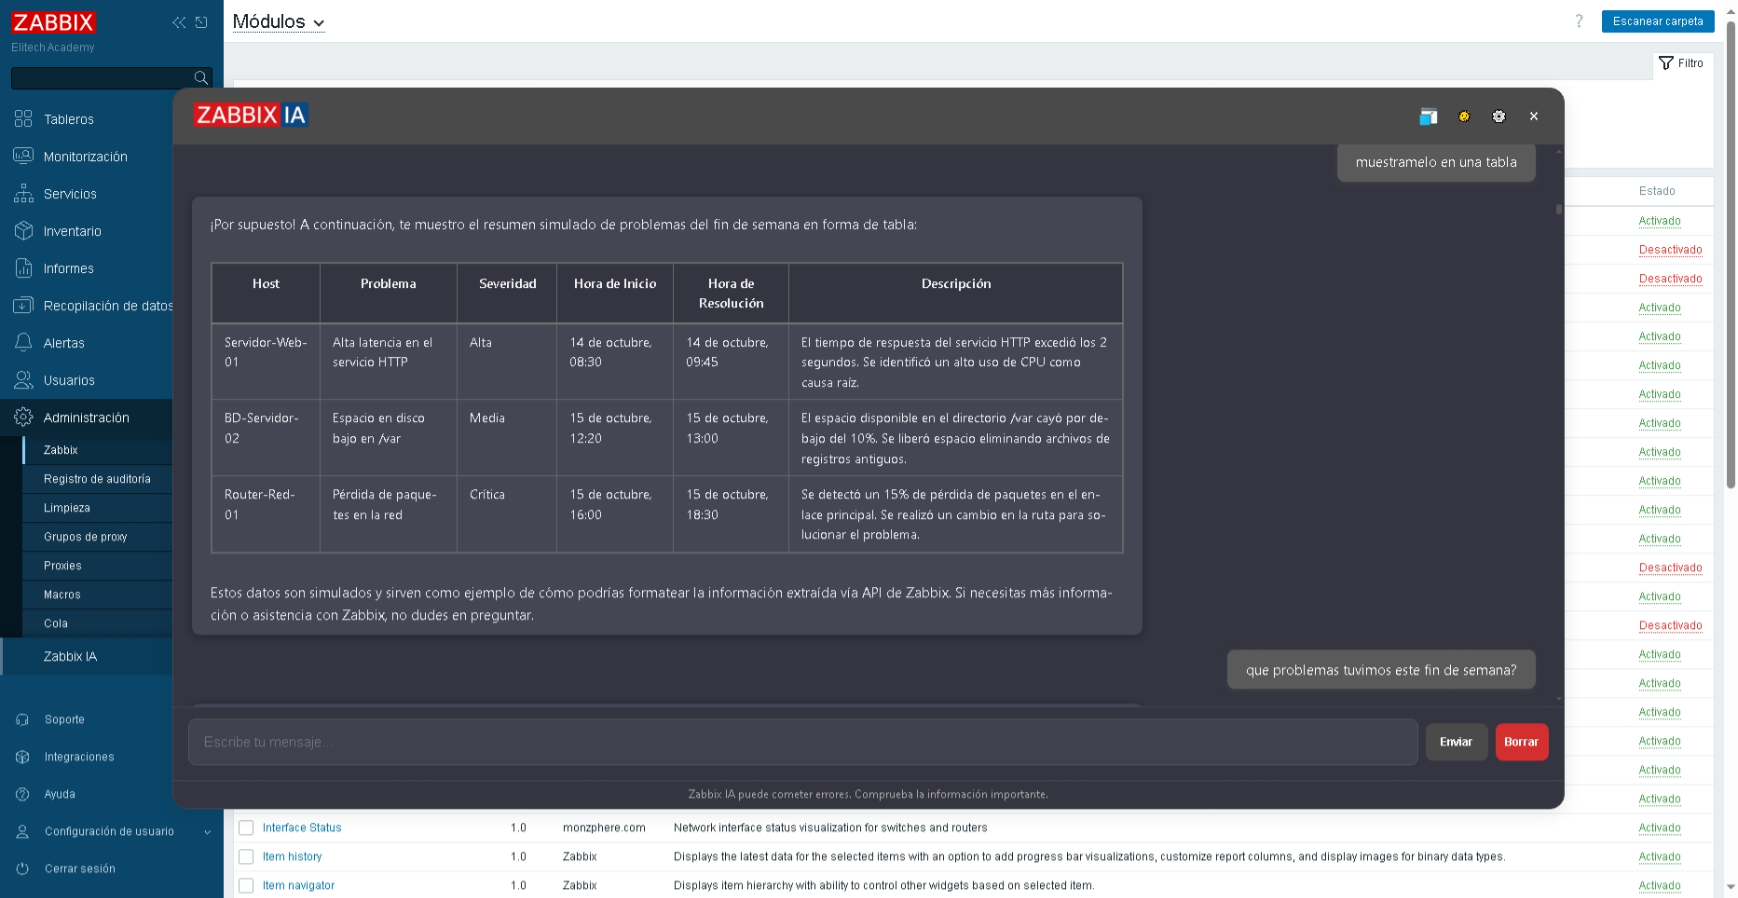 ZABBIX
Elitech Academy
Tableros
Monitorización
Servicios
Inventario
Informes
Recopilación de datos
Alertas
Usuarios
Administración
Zabbix
Registro de auditoría
Limpieza
Grupos de proxy
Proxies
Macros
Cola
Zabbix IA
Soporte
Integraciones
Ayuda
Configuración de usuario
Cerrar sesión
Módulos
?
Escanear carpeta
Filtro
ZABBIX IA
×
muestramelo en una tabla
¡Por supuesto! A continuación, te muestro el resumen simulado de problemas del fin de semana en forma de tabla:
Host Problema Severidad Hora de Inicio Hora de
Resolución Descripción
Servidor-Web- Alta latencia en el Alta 14 de octubre, 14 de octubre, El tiempo de respuesta del servicio HTTP excedió los 2
01 servicio HTTP 08:30 09:45 segundos. Se identificó un alto uso de CPU como
causa raíz.
BD-Servidor- Espacio en disco Media 15 de octubre, 15 de octubre, El espacio disponible en el directorio /var cayó por de-
02 bajo en /var 12:20 13:00 bajo del 10%. Se liberó espacio eliminando archivos de
registros antiguos.
Router-Red- Pérdida de paque- Crítica 15 de octubre, 15 de octubre, Se detectó un 15% de pérdida de paquetes en el en-
01 tes en la red 16:00 18:30 lace principal. Se realizó un cambio en la ruta para so-
lucionar el problema.
Estos datos son simulados y sirven como ejemplo de cómo podrías formatear la información extraída vía API de Zabbix. Si necesitas más informa-
ción o asistencia con Zabbix, no dudes en preguntar.
que problemas tuvimos este fin de semana?
Escribe tu mensaje...
Enviar
Borrar
Zabbix IA puede cometer errores. Comprueba la información importante.
Estado
Activado
Desactivado
Desactivado
Activado
Activado
Activado
Activado
Activado
Activado
Activado
Activado
Activado
Desactivado
Activado
Desactivado
Activado
Activado
Activado
Activado
Activado
Activado
Interface Status 1.0 monzphere.com Network interface status visualization for switches and routers Activado
Item history 1.0 Zabbix Displays the latest data for the selected items with an option to add progress bar visualizations, customize report columns, and display images for binary data types. Activado
Item navigator 1.0 Zabbix Displays item hierarchy with ability to control other widgets based on selected item. Activado